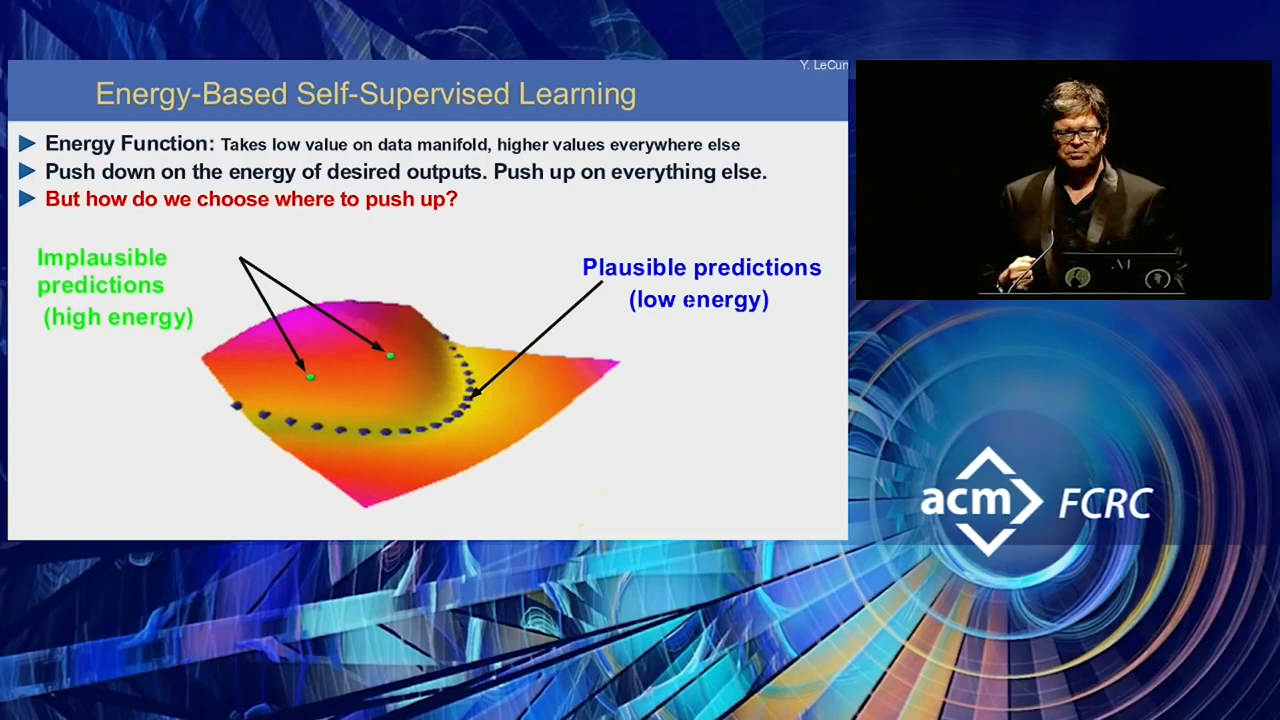 Y. LeCun
Energy-Based Self-Supervised Learning
Energy Function: Takes low value on data manifold, higher values everywhere else
Push down on the energy of desired outputs. Push up on everything else.
But how do we choose where to push up?
Implausible
predictions
(high energy)
Plausible predictions
(low energy)
acm FCRC